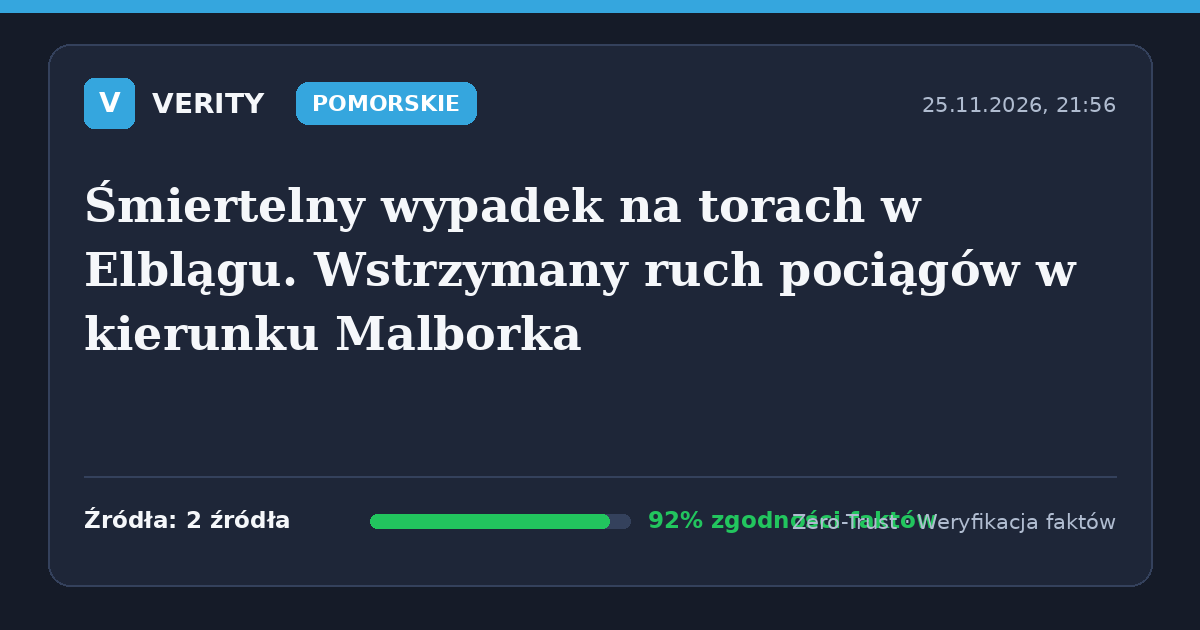 V VERITY POMORSKIE 25.11.2026, 21:56
Śmiertelny wypadek na torach w
Elblągu. Wstrzymany ruch pociągów w
kierunku Malborka
Źródła: 2 źródła 92% zgodności faktów Zero-Trust · Weryfikacja faktów